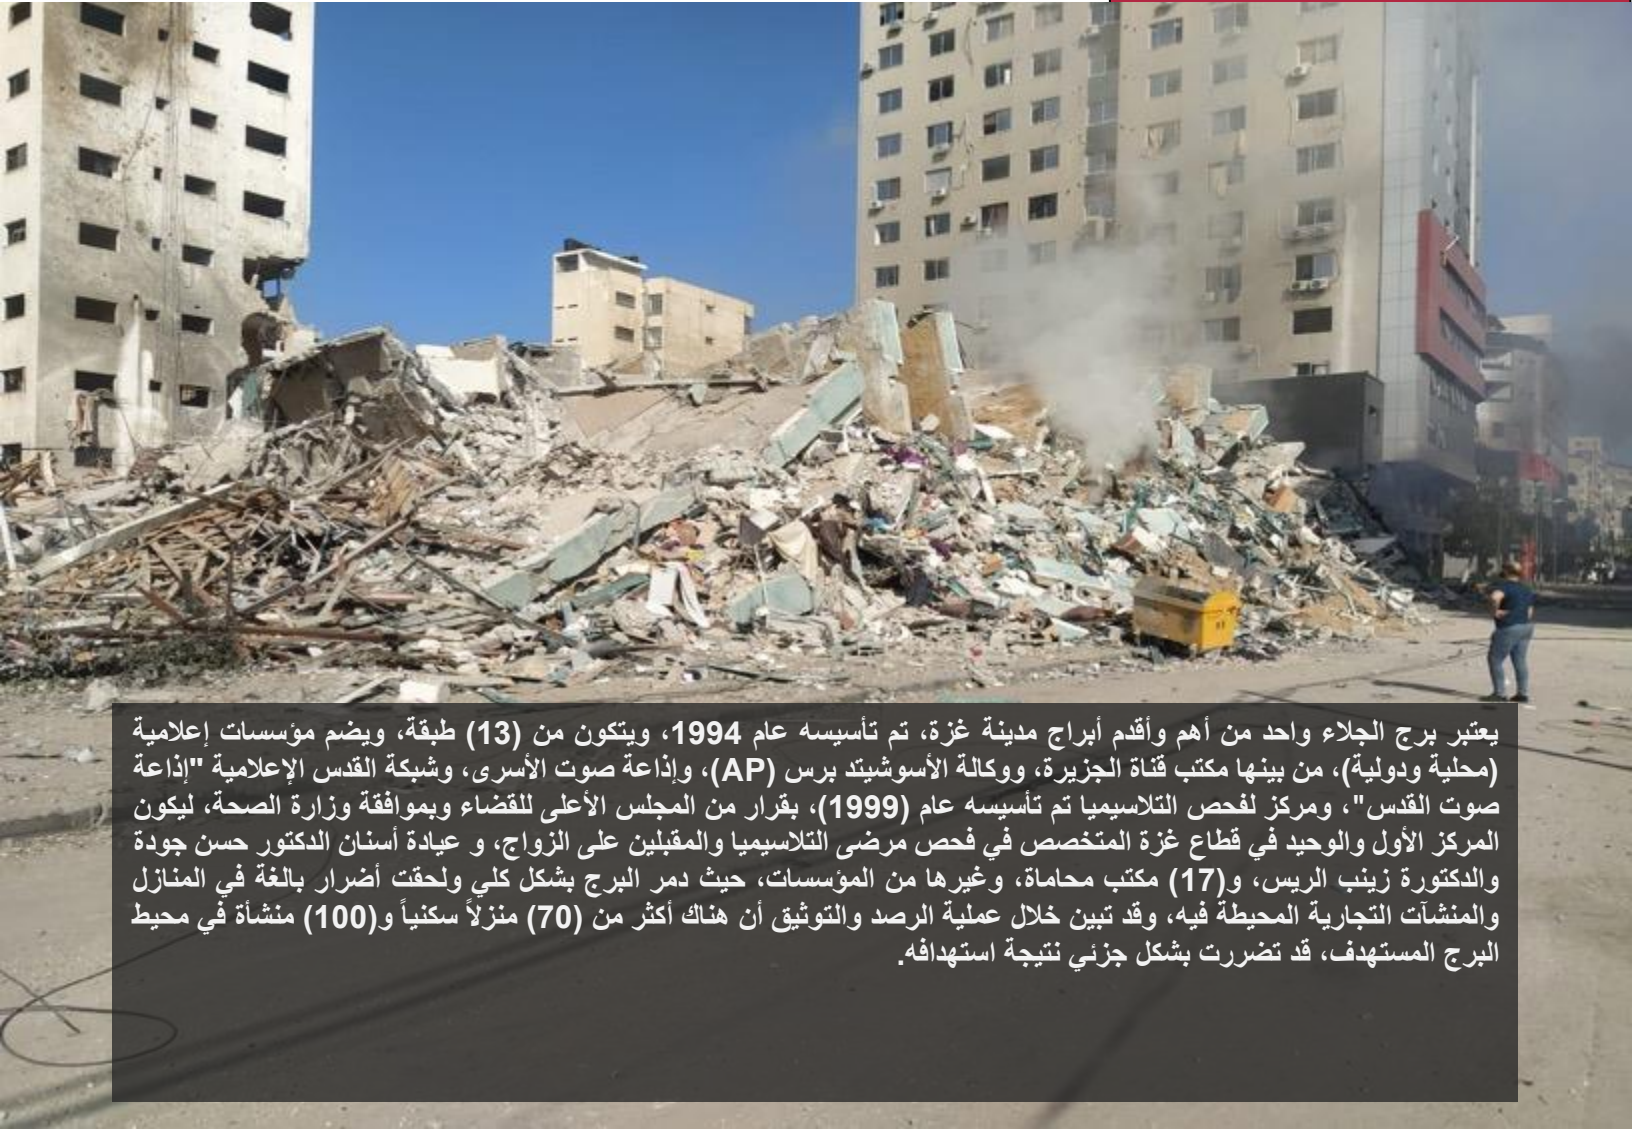 يعتبر برج الجلاء واحد من أهم وأقدم أبراج مدينة غزة، تم تأسيسه عام 1994، ويتكون من (13) طبقة، ويضم مؤسسات إعلامية
(محلية ودولية)، من بينها مكتب قناة الجزيرة، ووكالة الأسوشيتد برس (AP)، وإذاعة صوت الأسرى، وشبكة القدس الإعلامية "إذاعة
صوت القدس"، ومركز لفحص التلاسيميا تم تأسيسه عام (1999)، بقرار من المجلس الأعلى للقضاء وبموافقة وزارة الصحة، ليكون
المركز الأول والوحيد في قطاع غزة المتخصص في فحص مرضى التلاسيميا والمقبلين على الزواج، و عيادة أسنان الدكتور حسن جودة
والدكتورة زينب الريس، و(17) مكتب محاماة، وغيرها من المؤسسات، حيث دمر البرج بشكل كلي ولحقت أضرار بالغة في المنازل
والمنشآت التجارية المحيطة فيه، وقد تبين خلال عملية الرصد والتوثيق أن هناك أكثر من (70) منزلاً سكنياً و(100) منشأة في محيط
البرج المستهدف، قد تضررت بشكل جزئي نتيجة استهدافه.